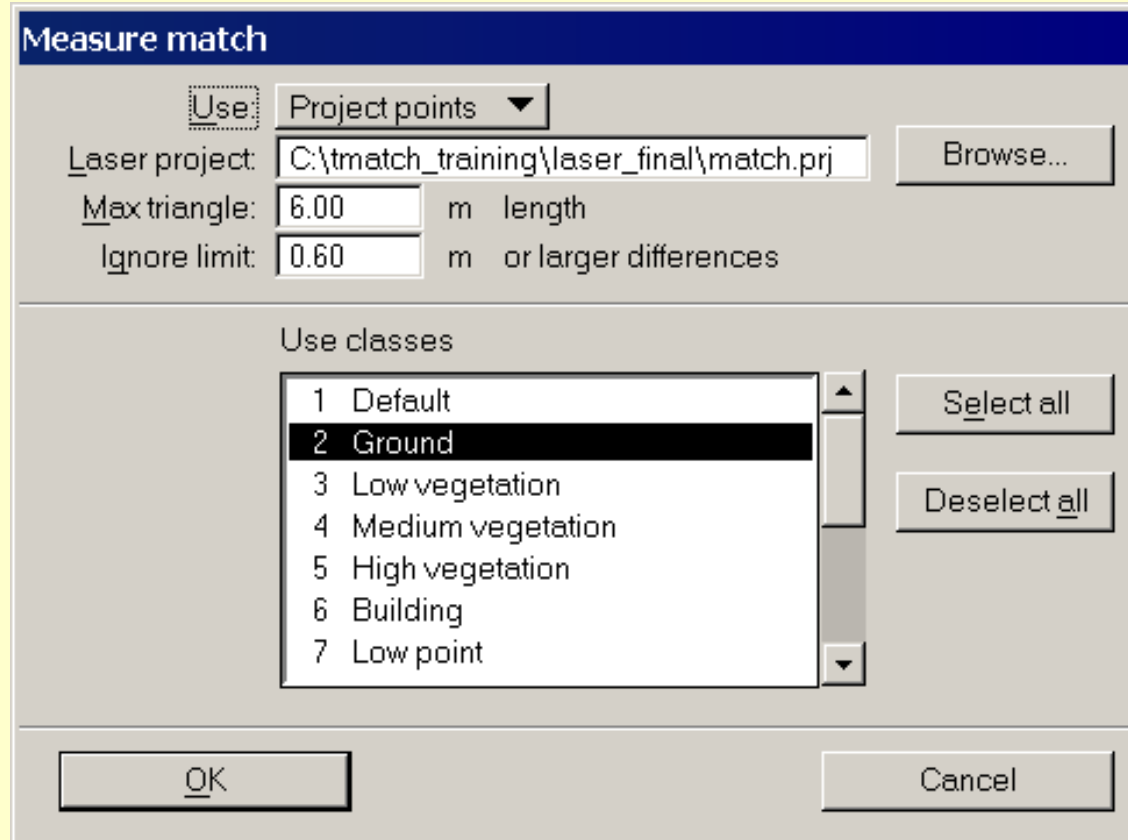 Measure match
Use: Project points
Laser project: C:\tmatch_training\laser_final\match.prj Browse...
Max triangle: 6.00 m length
Ignore limit: 0.60 m or larger differences
Use classes
1 Default
2 Ground
3 Low vegetation
4 Medium vegetation
5 High vegetation
6 Building
7 Low point
Select all
Deselect all
OK Cancel